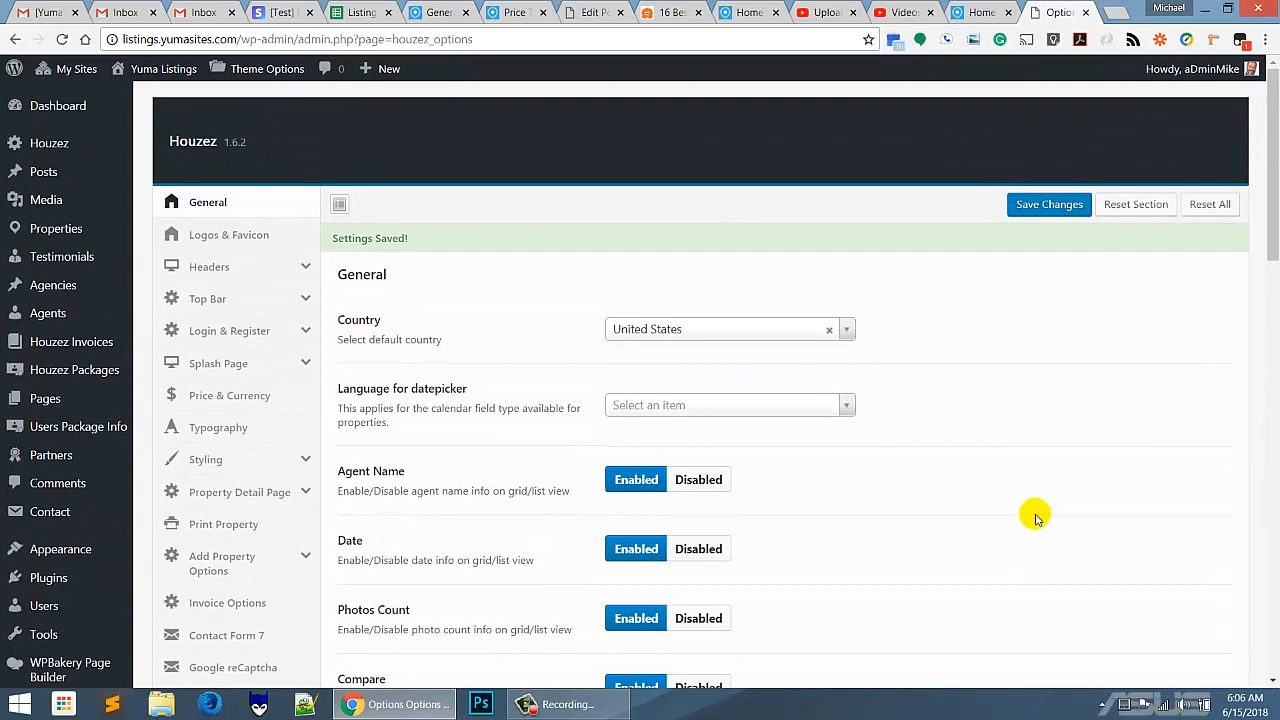 [Yuma
Inbox
Inbox
[Test]
Listing
Gener
Price T
Edit Po
16 Bes
Home
Upload
Videos
Home
Option
Michael
listings.yumasites.com/wp-admin/admin.php?page=houzez_options
My Sites
Yuma Listings
Theme Options
0
New
Howdy, aDminMike
Dashboard
Houzez
Posts
Media
Properties
Testimonials
Agencies
Agents
Houzez Invoices
Houzez Packages
Pages
Users Package Info
Partners
Comments
Contact
Appearance
Plugins
Users
Tools
WPBakery Page
Builder
Houzez 1.6.2
General
Logos & Favicon
Headers
Top Bar
Login & Register
Splash Page
Price & Currency
Typography
Styling
Property Detail Page
Print Property
Add Property
Options
Invoice Options
Contact Form 7
Google reCaptcha
Save Changes
Reset Section
Reset All
Settings Saved!
General
Country
Select default country
United States
Language for datepicker
This applies for the calendar field type available for
properties.
Select an item
Agent Name
Enable/Disable agent name info on grid/list view
Enabled Disabled
Date
Enable/Disable date info on grid/list view
Enabled Disabled
Photos Count
Enable/Disable photo count info on grid/list view
Enabled Disabled
Compare
Enabled Disabled
Options Options ...
Ps
Recording...
ASUS
6:06 AM
6/15/2018